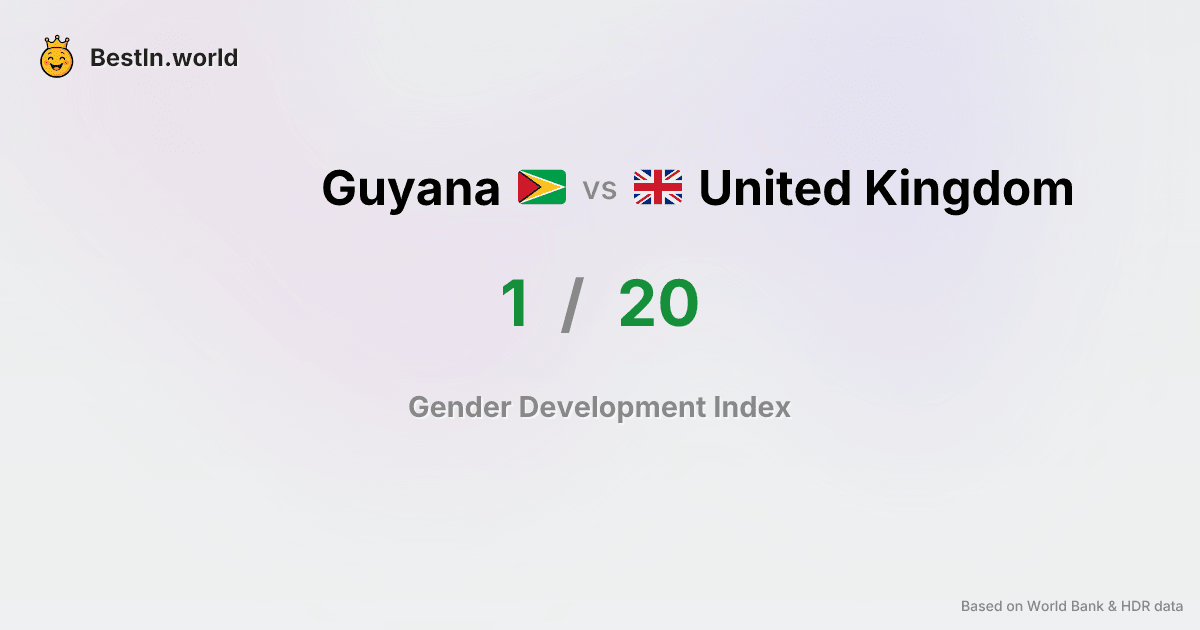 BestIn.world
Guyana vs United Kingdom
1 / 20
Gender Development Index
Based on World Bank & HDR data